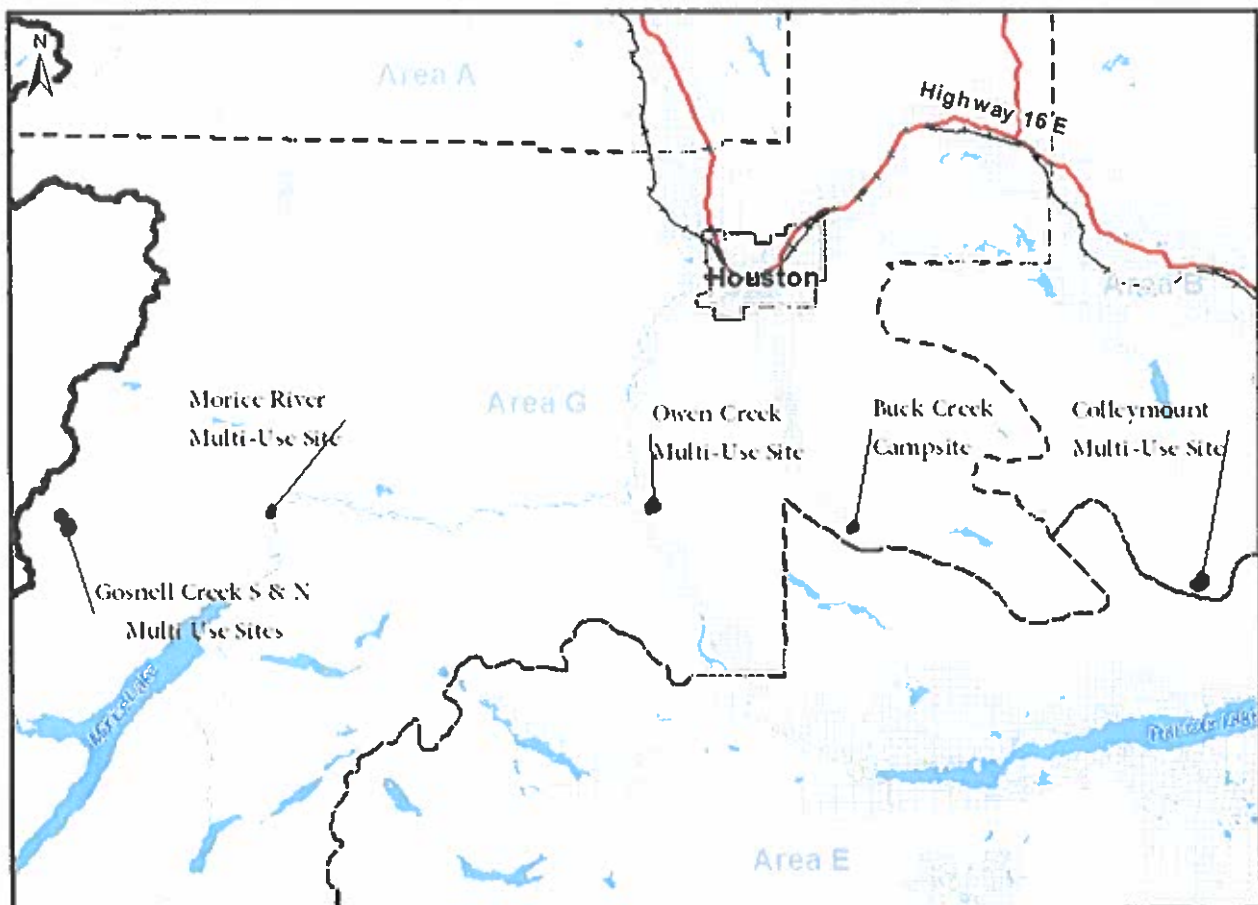 N
Area A
Highway 16 E
Houston
Area B
Morice River
Multi-Use Site
Area G
Owen Creek
Multi-Use Site
Buck Creek
Campsite
Colleymount
Multi-Use Site
Gosnell Creek S & N
Multi Use Sites
Lake
Area E